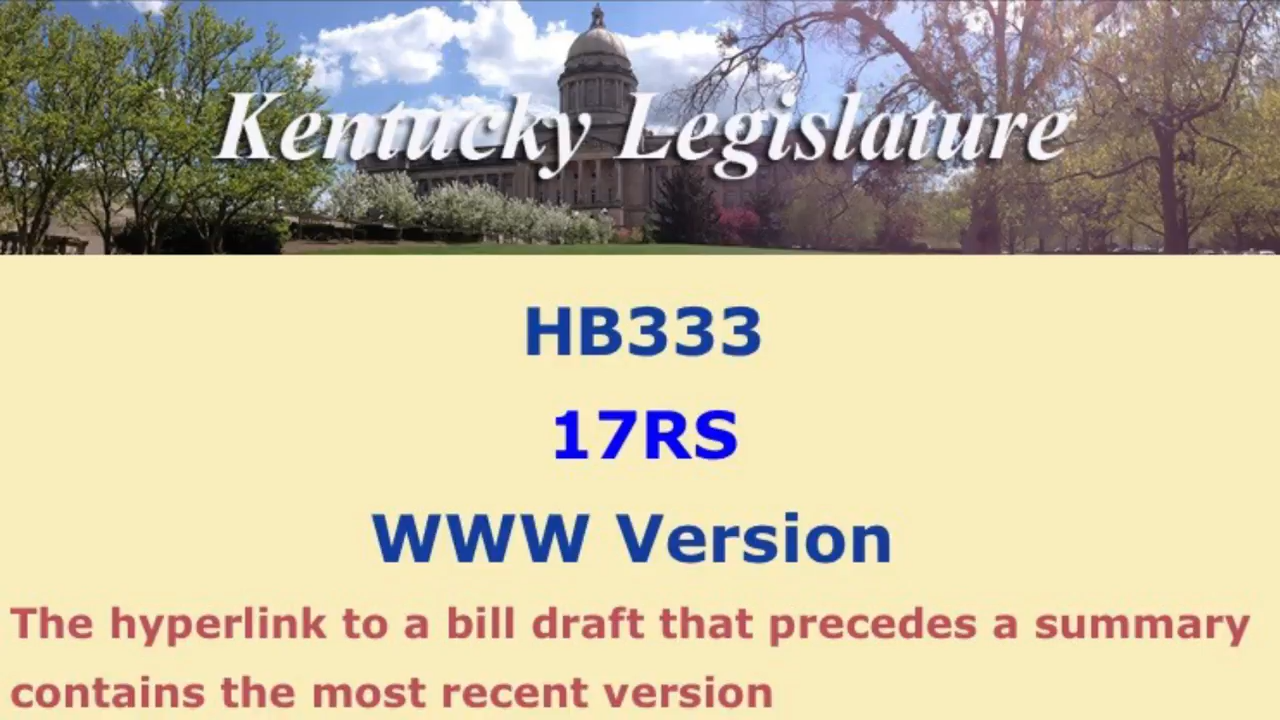 Kentucky Legislature
HB333
17RS
WWW Version
The hyperlink to a bill draft that precedes a summary
contains the most recent version